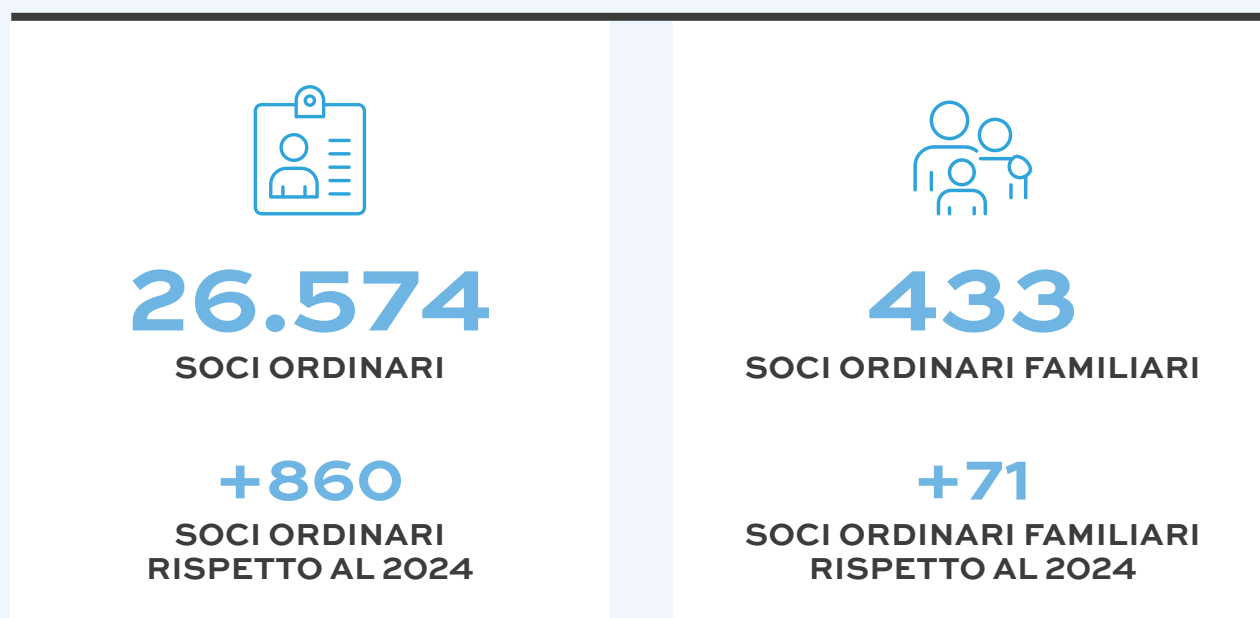 26.574
SOCI ORDINARI
+860
SOCI ORDINARI
RISPETTO AL 2024
433
SOCI ORDINARI FAMILIARI
+71
SOCI ORDINARI FAMILIARI
RISPETTO AL 2024